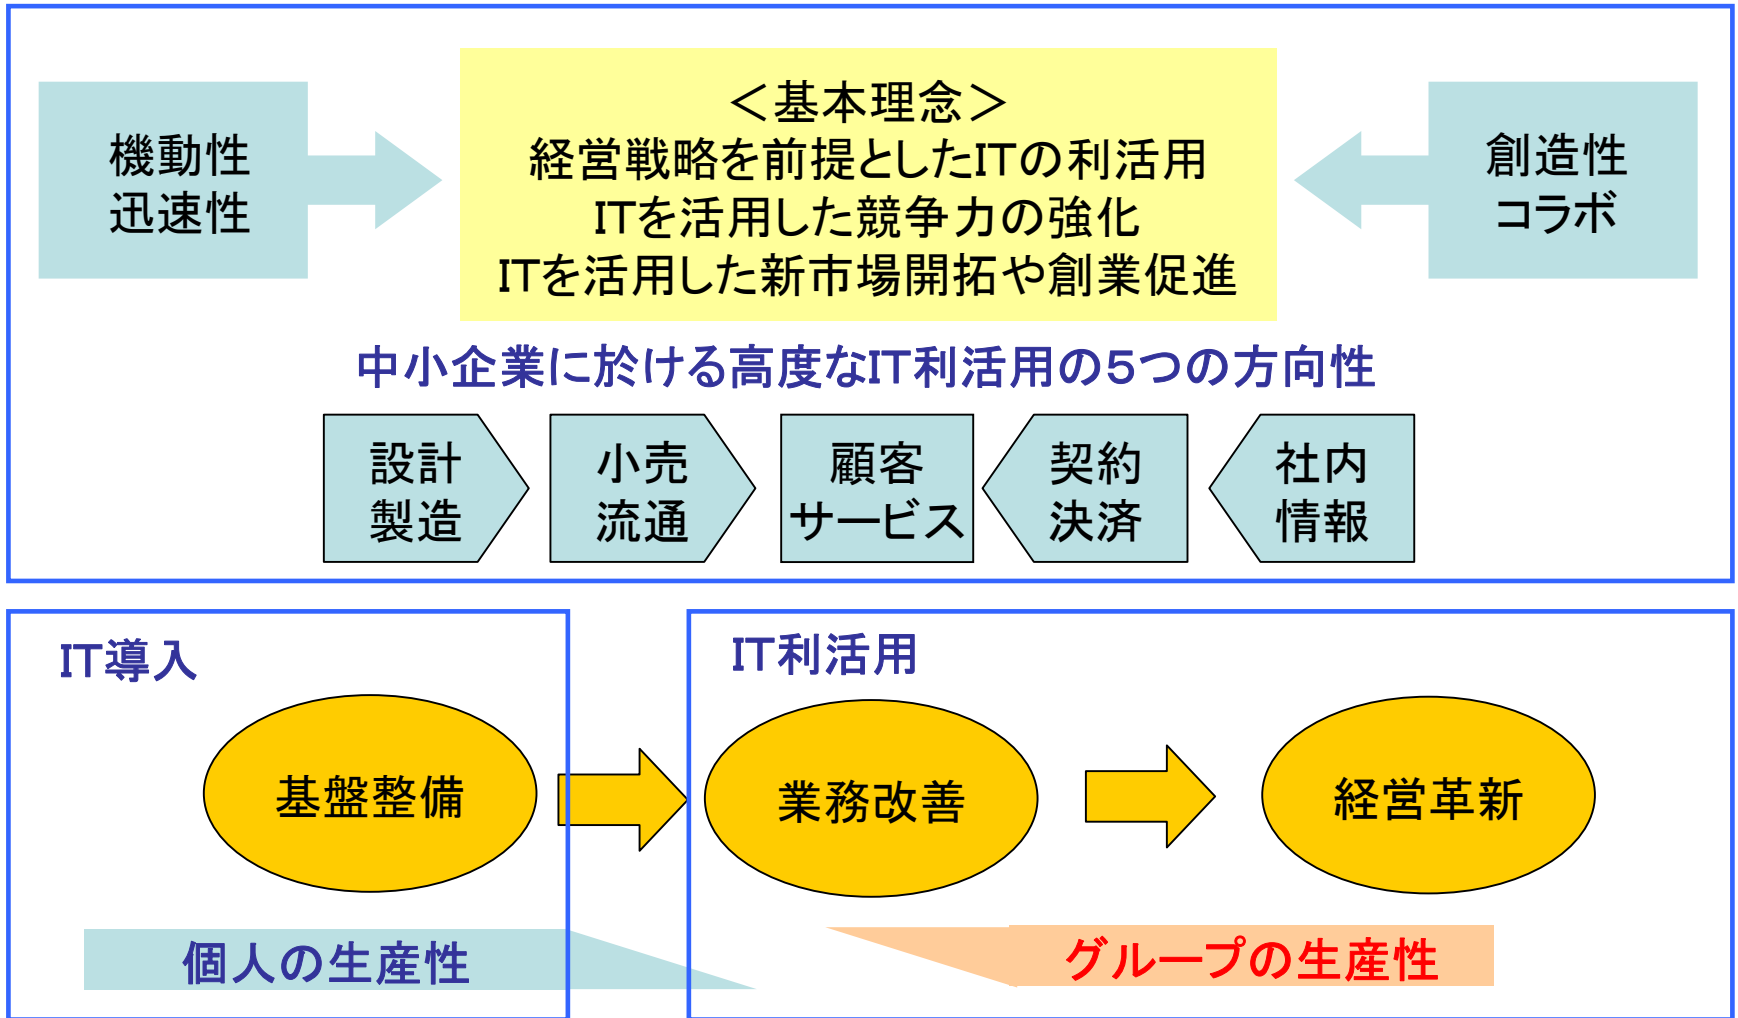 機動性
迅速性
＜基本理念＞
経営戦略を前提としたITの利活用
ITを活用した競争力の強化
ITを活用した新市場開拓や創業促進
創造性
コラボ
中小企業に於ける高度なIT利活用の５つの方向性
設計
製造
小売
流通
顧客
サービス
契約
決済
社内
情報
IT導入
基盤整備
個人の生産性
IT利活用
業務改善
経営革新
グループの生産性